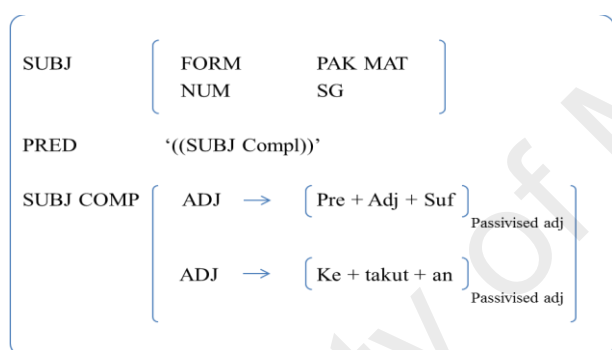 SUBJ FORM PAK MAT
NUM SG
PRED ‘((SUBJ Compl))’
SUBJ COMP ADJ → [Pre + Adj + Suf] Passivised adj
ADJ → [Ke + takut + an] Passivised adj